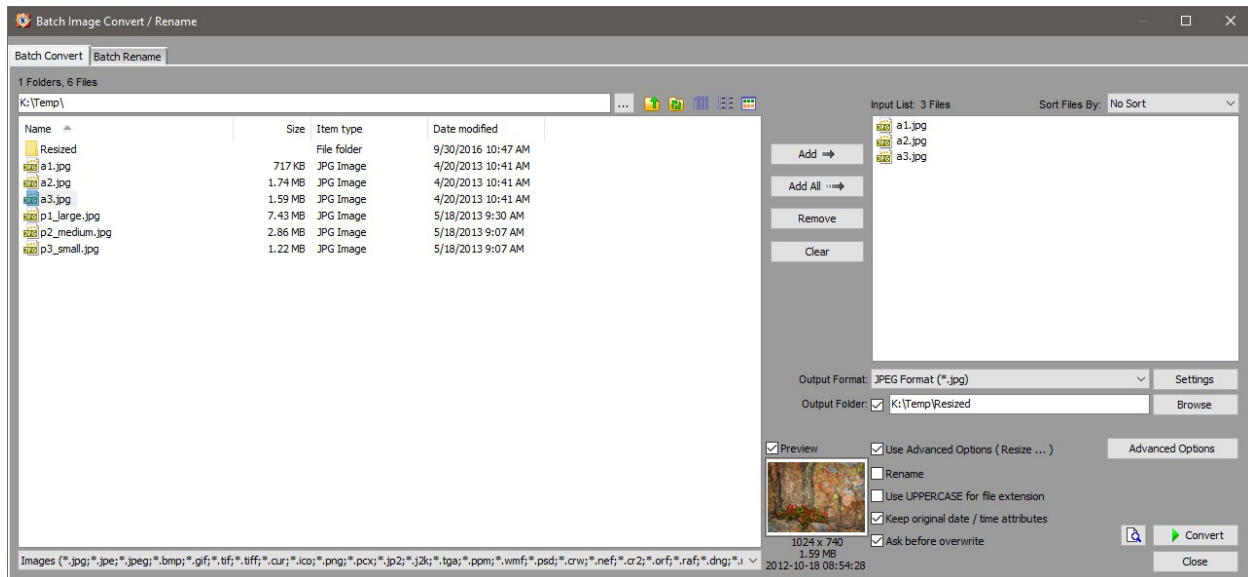 Batch Image Convert / Rename
Batch Convert Batch Rename
1 Folders, 6 Files
K:\Temp\ ...
Input List: 3 Files Sort Files By: No Sort
Name Size Item type Date modified
Resized File folder 9/30/2016 10:47 AM
a1.jpg 717 KB JPG Image 4/20/2013 10:41 AM
a2.jpg 1.74 MB JPG Image 4/20/2013 10:41 AM
a3.jpg 1.59 MB JPG Image 4/20/2013 10:41 AM
p1_large.jpg 7.43 MB JPG Image 5/18/2013 9:30 AM
p2_medium.jpg 2.86 MB JPG Image 5/18/2013 9:07 AM
p3_small.jpg 1.22 MB JPG Image 5/18/2013 9:07 AM
Images (*.jpg;*.jpe;*.jpeg;*.bmp;*.gif;*.tif;*.tiff;*.cur;*.ico;*.png;*.pcx;*.jp2;*.j2k;*.tga;*.ppm;*.wmf;*.psd;*.crw;*.nef;*.cr2;*.orf;*.raf;*.dng;*.
Add
Add All
Remove
Clear
a1.jpg
a2.jpg
a3.jpg
Output Format: JPEG Format (*.jpg) Settings
Output Folder: K:\Temp\Resized Browse
Preview
1024 x 740
1.59 MB
2012-10-18 08:54:28
Use Advanced Options ( Resize ... ) Advanced Options
Rename
Use UPPERCASE for file extension
Keep original date / time attributes
Ask before overwrite
Convert
Close